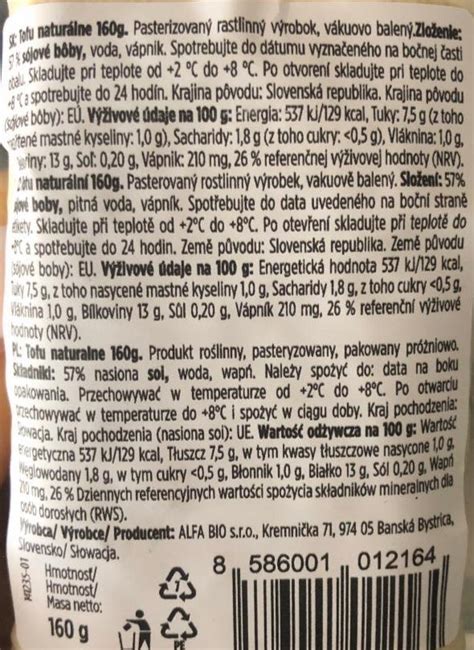 SK: Tofu naturálne 160g. Pasterizovaný rastlinný výrobok, vákuovo balený.Zloženie:
57% sójové bôby, voda, vápnik. Spotrebujte do dátumu vyznačeného na bočnej časti
obalu. Skladujte pri teplote od +2 °C do +8 °C. Po otvorení skladujte pri teplote do
+8 °C a spotrebujte do 24 hodín. Krajina pôvodu: Slovenská republika. Krajina pôvodu
(sójové bôby): EÚ. Výživové údaje na 100 g: Energia: 537 kJ/129 kcal, Tuky: 7,5 g (z toho
mastné kyseliny: 1,0 g), Sacharidy: 1,8 g (z toho cukry: <0,5 g), Vláknina: 1,0 g,
13 g, Soľ: 0,20 g, Vápnik: 210 mg, 26 % referenčnej výživovej hodnoty (NRV).
Tofu naturální 160g. Pasterovaný rostlinný výrobek, vakuově balený. Složení: 57%
sójové boby, pitná voda, vápník. Spotřebujte do data uvedeného na boční straně
etikety. Skladujte při teplotě od +2°C do +8°C. Po otevření skladujte při teplotě do
+8°C a spotřebujte do 24 hodin. Země původu: Slovenská republika. Země původu
(sójové boby): EU. Výživové údaje na 100 g: Energetická hodnota 537 kJ/129 kcal,
Tuky 7,5 g, z toho nasycené mastné kyseliny 1,0 g, Sacharidy 1,8 g, z toho cukry <0,5 g,
Vláknina 1,0 g, Bílkoviny 13 g, Sůl 0,20 g, Vápník 210 mg, 26 % referenční výživové
hodnoty (NRV).
PL: Tofu naturalne 160g. Produkt roślinny, pasteryzowany, pakowany próżniowo.
Składniki: 57% nasiona soi, woda, wapń. Należy spożyć do: data na boku
opakowania. Przechowywać w temperaturze od +2°C do +8°C. Po otwarciu
przechowywać w temperaturze do +8°C i spożyć w ciągu doby. Kraj pochodzenia:
Słowacja. Kraj pochodzenia (nasiona soi): UE. Wartość odżywcza na 100 g: Wartość
energetyczna 537 kJ/129 kcal, Tłuszcz 7,5 g, w tym kwasy tłuszczowe nasycone 1,0 g,
Węglowodany 1,8 g, w tym cukry <0,5 g, Błonnik 1,0 g, Białko 13 g, Sól 0,20 g, Wapń
210 mg, 26 % Dziennych referencyjnych wartości spożycia składników mineralnych dla
osób dorosłych (RWS).
Výrobca/ Výrobce/ Producent: ALFA BIO s.r.o., Kremnička 71, 974 05 Banská Bystrica,
Slovensko/ Słowacja.
8 586001 012164
Hmotnosť/
Hmotnost/
Masa netto:
160 g
M0235-01
7
PE